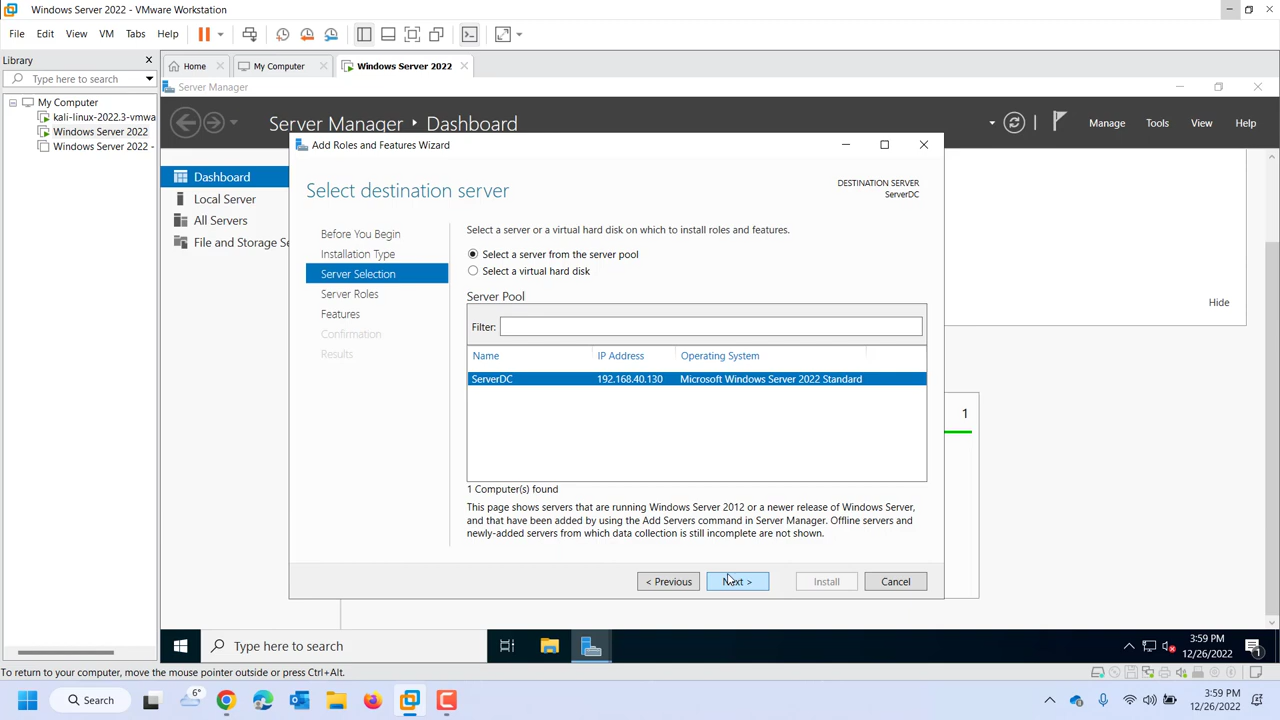 Windows Server 2022 - VMware Workstation
File Edit View VM Tabs Help
Library
Type here to search
My Computer
kali-linux-2022.3-vmwa
Windows Server 2022
Windows Server 2022 -
Home
My Computer
Windows Server 2022
Server Manager
Server Manager • Dashboard
Manage Tools View Help
Dashboard
Local Server
All Servers
File and Storage Se
Hide
1
Add Roles and Features Wizard
Select destination server
DESTINATION SERVER
ServerDC
Before You Begin
Installation Type
Server Selection
Server Roles
Features
Confirmation
Results
Select a server or a virtual hard disk on which to install roles and features.
Select a server from the server pool
Select a virtual hard disk
Server Pool
Filter:
Name IP Address Operating System
ServerDC 192.168.40.130 Microsoft Windows Server 2022 Standard
1 Computer(s) found
This page shows servers that are running Windows Server 2012 or a newer release of Windows Server,
and that have been added by using the Add Servers command in Server Manager. Offline servers and
newly-added servers from which data collection is still incomplete are not shown.
< Previous Next > Install Cancel
Type here to search
3:59 PM
12/26/2022
1
To return to your computer, move the mouse pointer outside or press Ctrl+Alt.
Search
6°
3:59 PM
12/26/2022